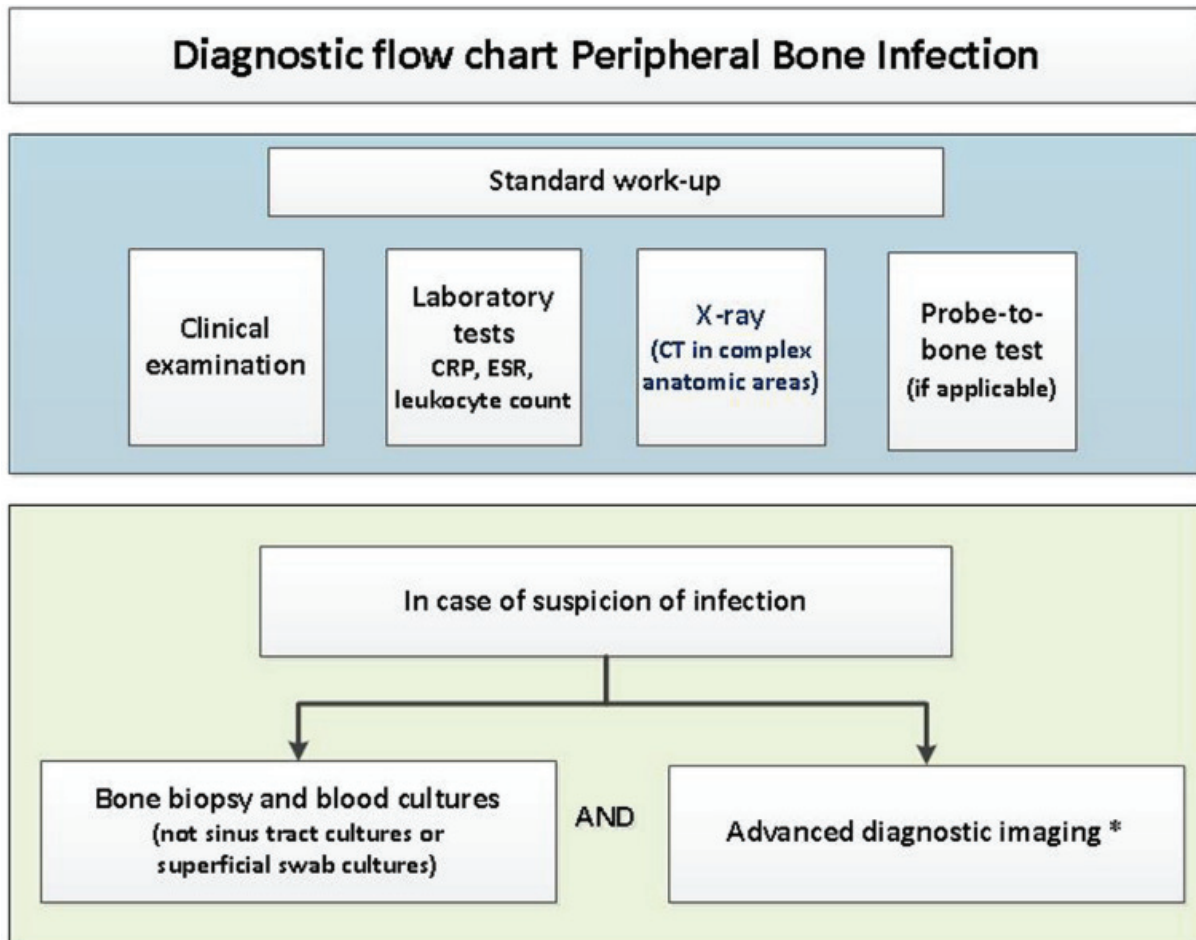 Diagnostic flow chart Peripheral Bone Infection
Standard work-up
Clinical
examination
Laboratory
tests
CRP, ESR,
leukocyte count
X-ray
(CT in complex
anatomic areas)
Probe-to-
bone test
(if applicable)
In case of suspicion of infection
Bone biopsy and blood cultures
(not sinus tract cultures or
superficial swab cultures)
AND
Advanced diagnostic imaging *